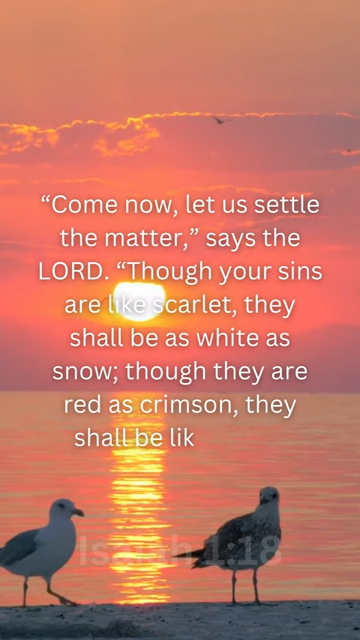 “Come now, let us settle
the matter,” says the
LORD. “Though your sins
are like scarlet, they
shall be as white as
snow; though they are
red as crimson, they
shall be lik
Isaiah 1:18